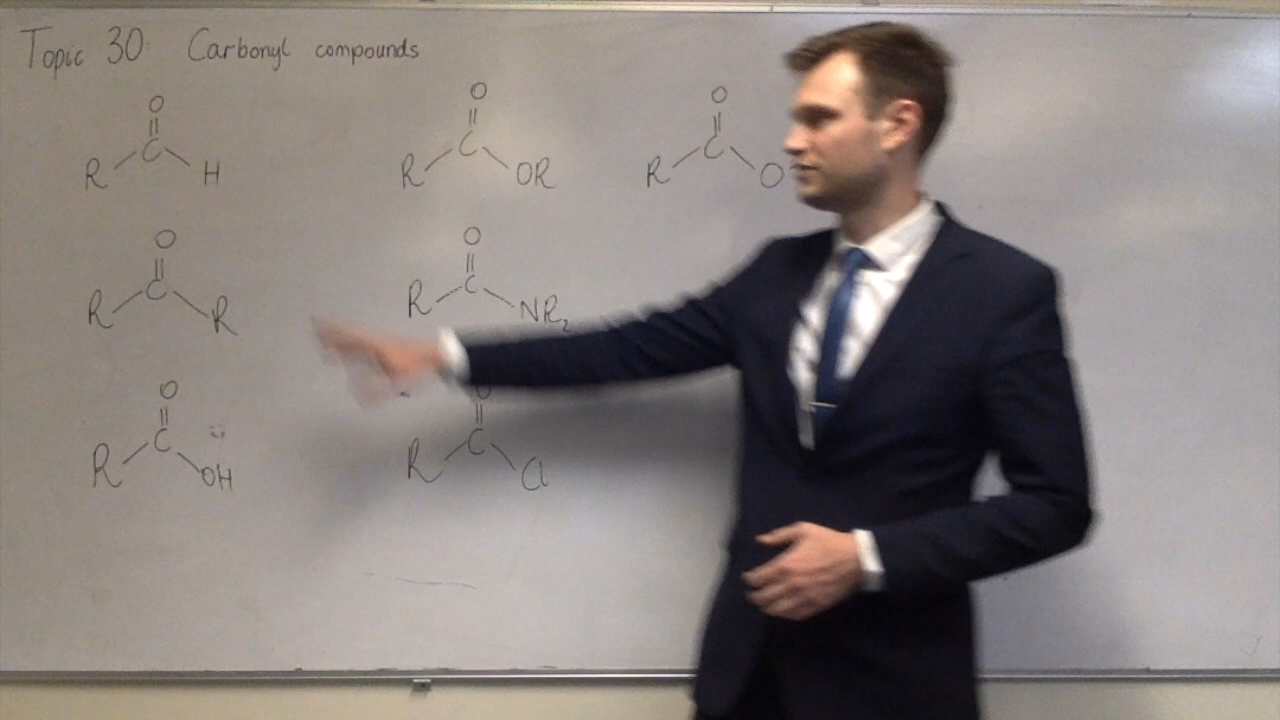 Topic 30 Carbonyl compounds
O O O
C C C
R H R OR R O
O O
C C
R R R NR₂
O O
C C
R OH R Cl